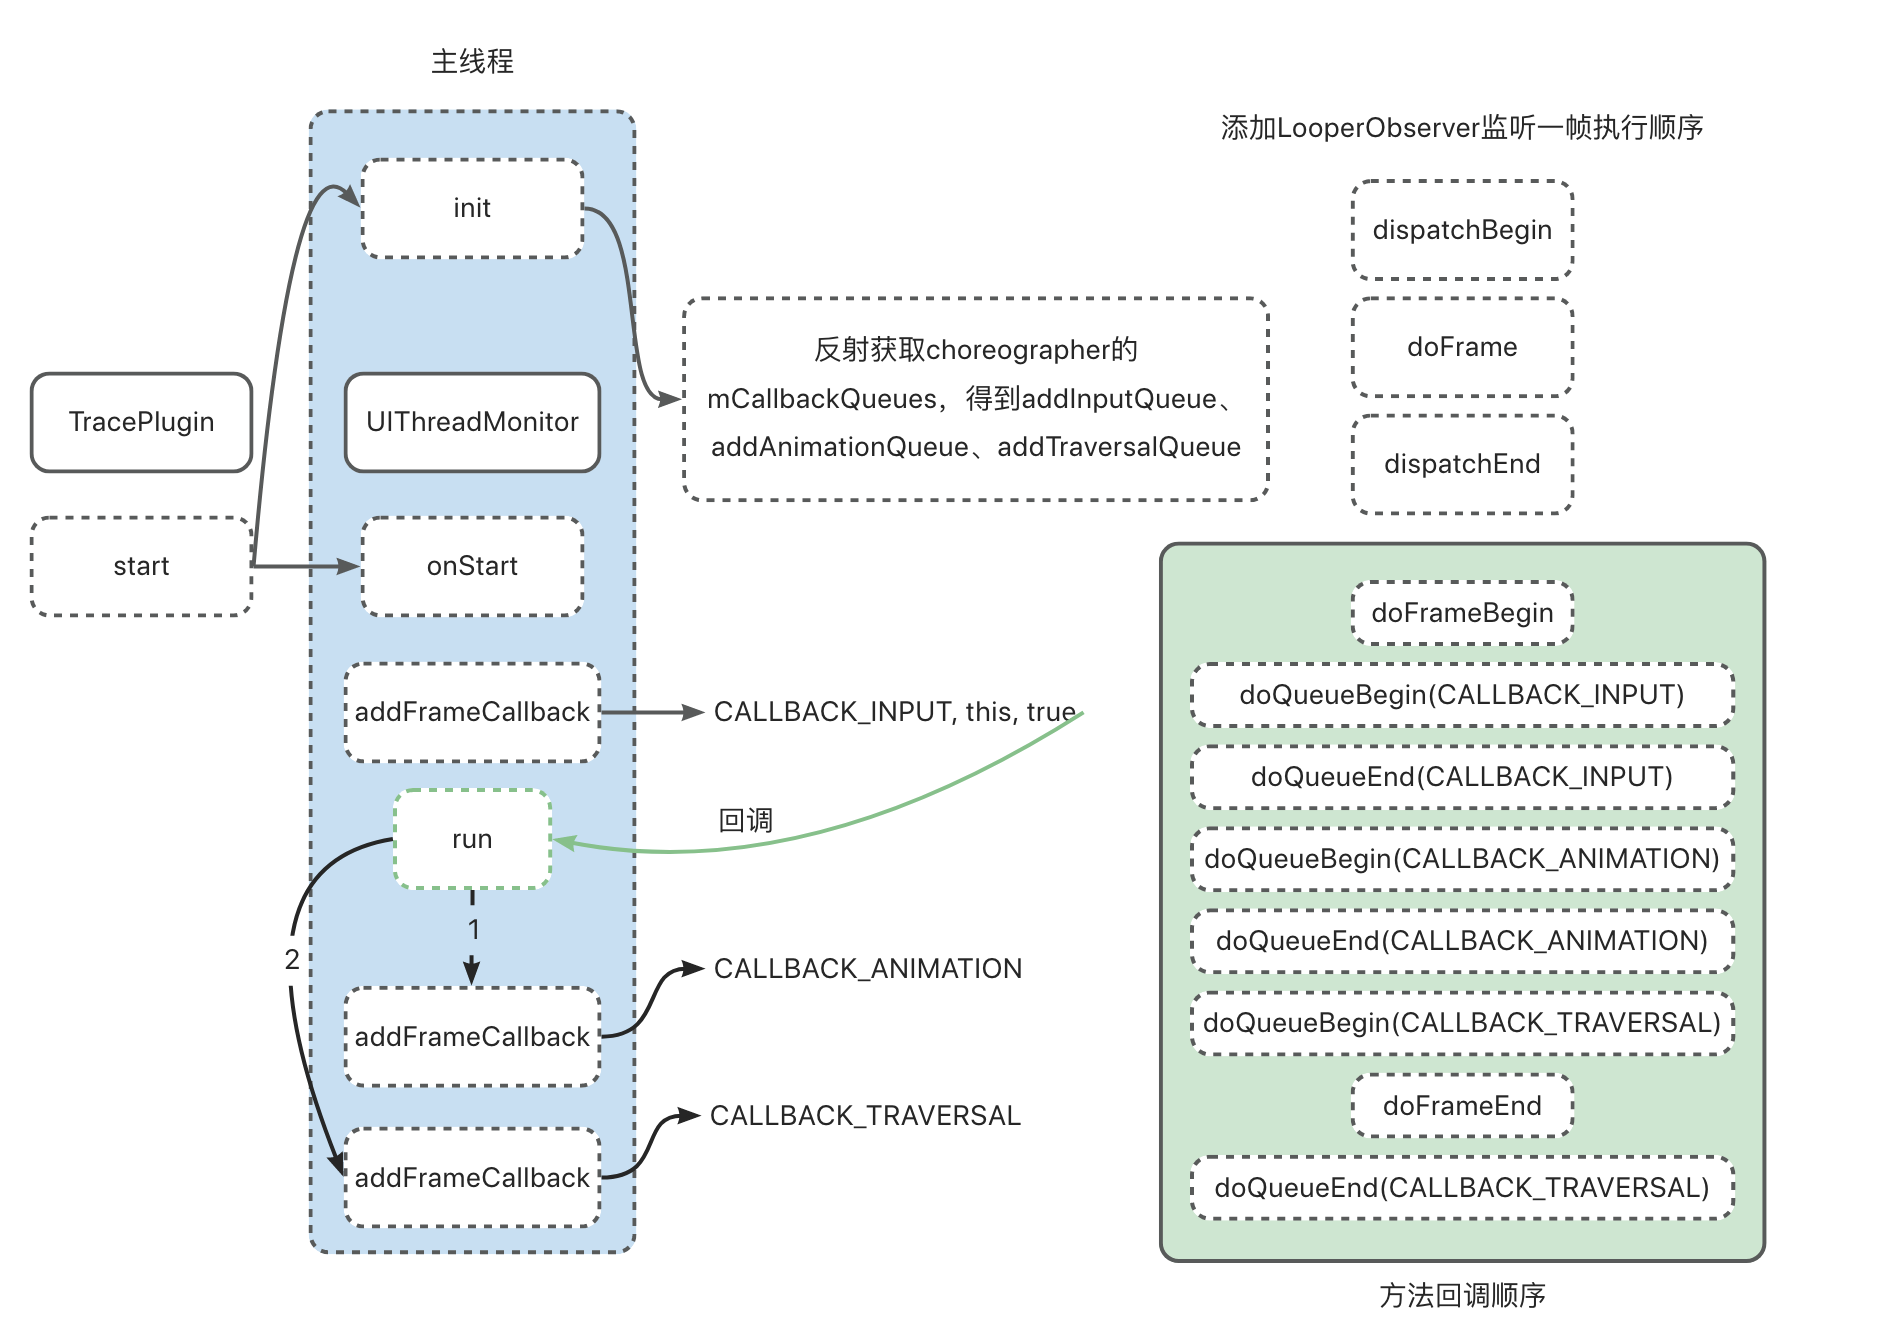 主线程
init
TracePlugin
UIThreadMonitor
start
onStart
addFrameCallback
CALLBACK_INPUT, this, true
run
回调
1
2
addFrameCallback
CALLBACK_ANIMATION
addFrameCallback
CALLBACK_TRAVERSAL
反射获取choreographer的
mCallbackQueues，得到addInputQueue、
addAnimationQueue、addTraversalQueue
添加LooperObserver监听一帧执行顺序
dispatchBegin
doFrame
dispatchEnd
doFrameBegin
doQueueBegin(CALLBACK_INPUT)
doQueueEnd(CALLBACK_INPUT)
doQueueBegin(CALLBACK_ANIMATION)
doQueueEnd(CALLBACK_ANIMATION)
doQueueBegin(CALLBACK_TRAVERSAL)
doFrameEnd
doQueueEnd(CALLBACK_TRAVERSAL)
方法回调顺序